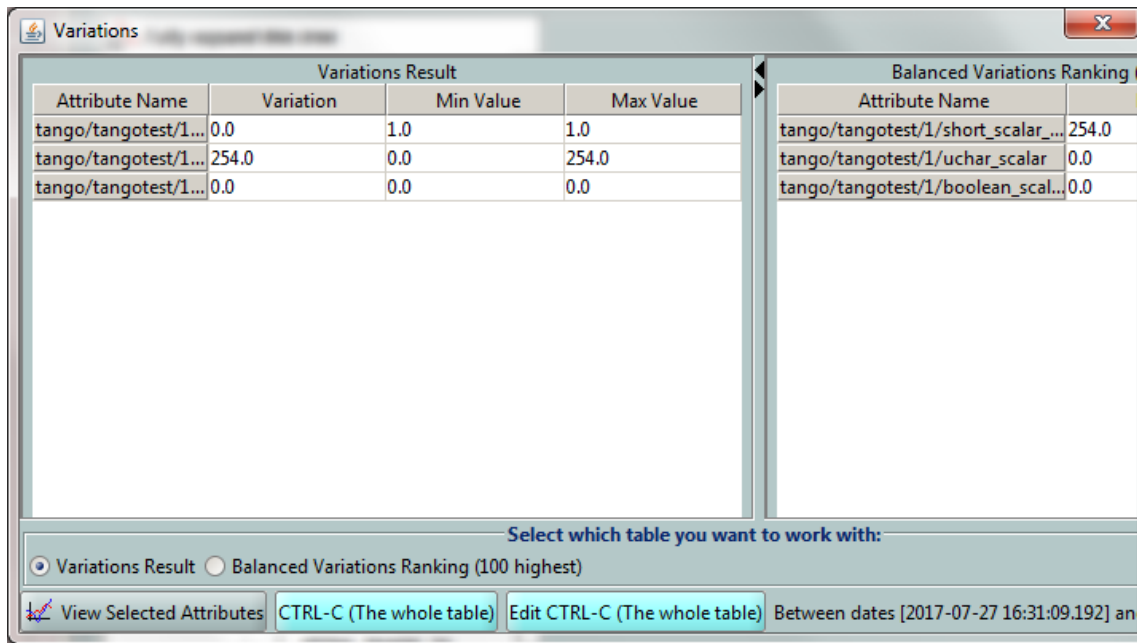 Variations
Variations Result
Attribute Name Variation Min Value Max Value
tango/tangotest/1... 0.0 1.0 1.0
tango/tangotest/1... 254.0 0.0 254.0
tango/tangotest/1... 0.0 0.0 0.0
Balanced Variations Ranking (
Attribute Name
tango/tangotest/1/short_scalar_... 254.0
tango/tangotest/1/uchar_scalar 0.0
tango/tangotest/1/boolean_scal... 0.0
Select which table you want to work with:
Variations Result Balanced Variations Ranking (100 highest)
View Selected Attributes CTRL-C (The whole table) Edit CTRL-C (The whole table) Between dates [2017-07-27 16:31:09.192] an